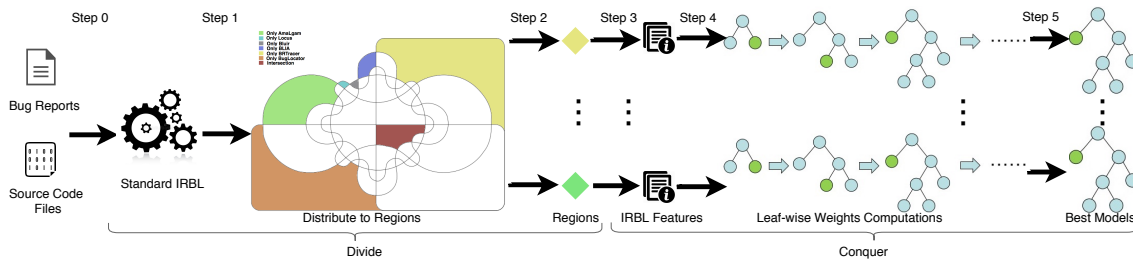 Step 0
Step 1
Step 2
Step 3
Step 4
Step 5
Only AmaLgam
Only Locus
Only Bluir
Only BLIA
Only BRTracer
Only BugLocator
Intersection
Bug Reports
Source Code
Files
Standard IRBL
Distribute to Regions
Regions
IRBL Features
Leaf-wise Weights Computations
Best Models
Divide
Conquer